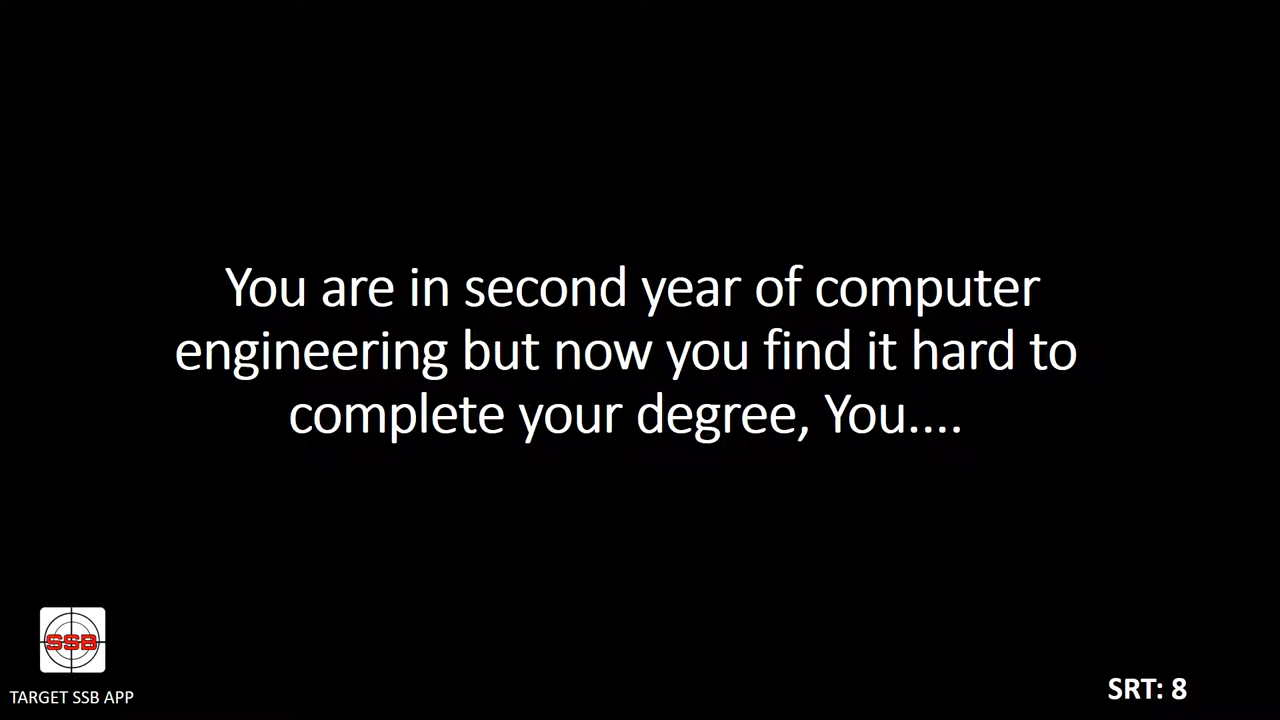 You are in second year of computer
engineering but now you find it hard to
complete your degree, You....
SSB
TARGET SSB APP
SRT: 8